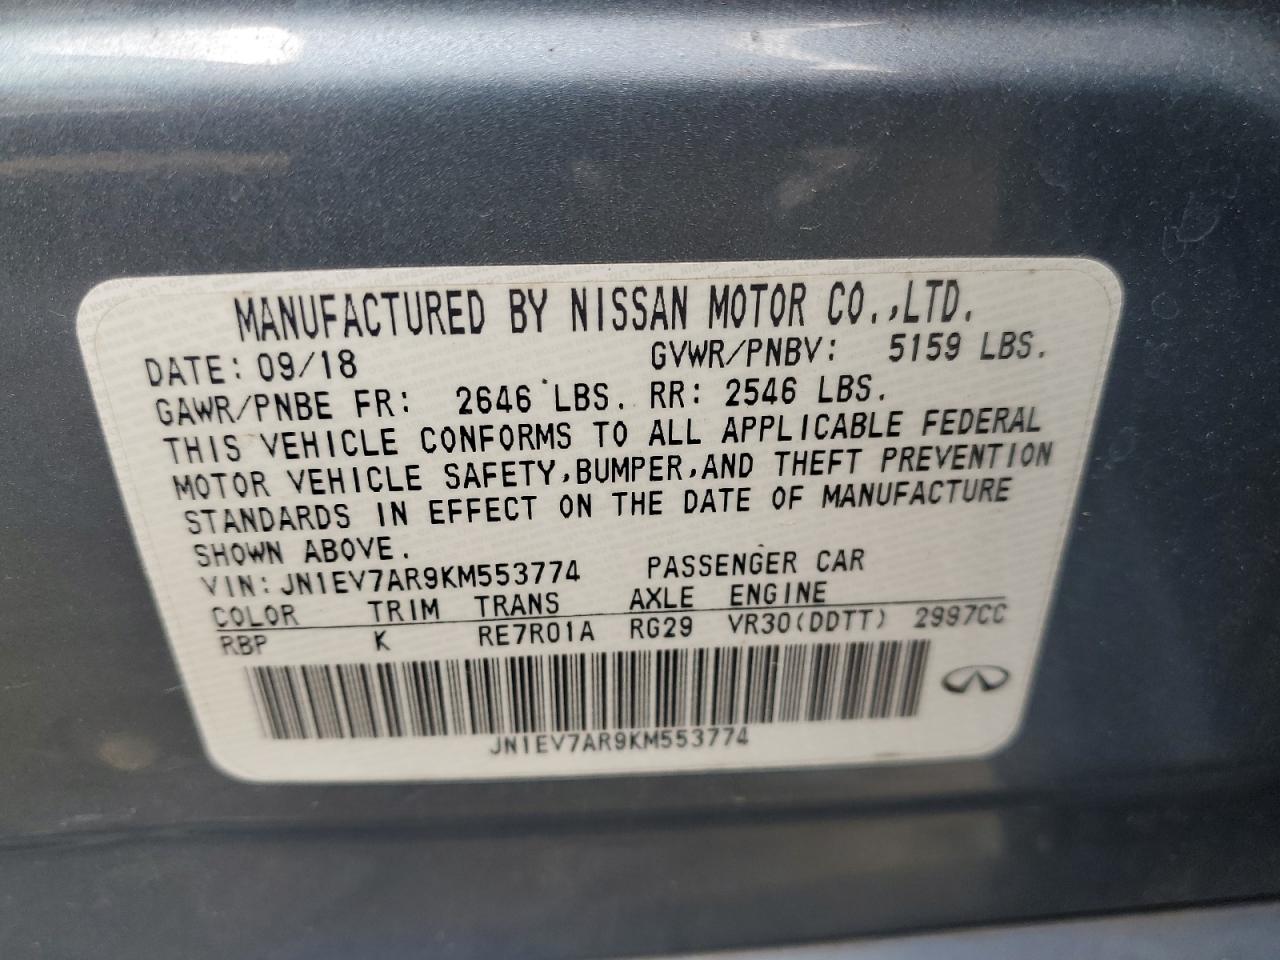 MANUFACTURED BY NISSAN MOTOR CO.,LTD.
DATE: 09/18 GVWR/PNBV: 5159 LBS.
GAWR/PNBE FR: 2646 LBS. RR: 2546 LBS.
THIS VEHICLE CONFORMS TO ALL APPLICABLE FEDERAL
MOTOR VEHICLE SAFETY,BUMPER,AND THEFT PREVENTION
STANDARDS IN EFFECT ON THE DATE OF MANUFACTURE
SHOWN ABOVE.
VIN: JN1EV7AR9KM553774 PASSENGER CAR
COLOR TRIM TRANS AXLE ENGINE
RBP K RE7R01A RG29 VR30(DDTT) 2997CC
JN1EV7AR9KM553774